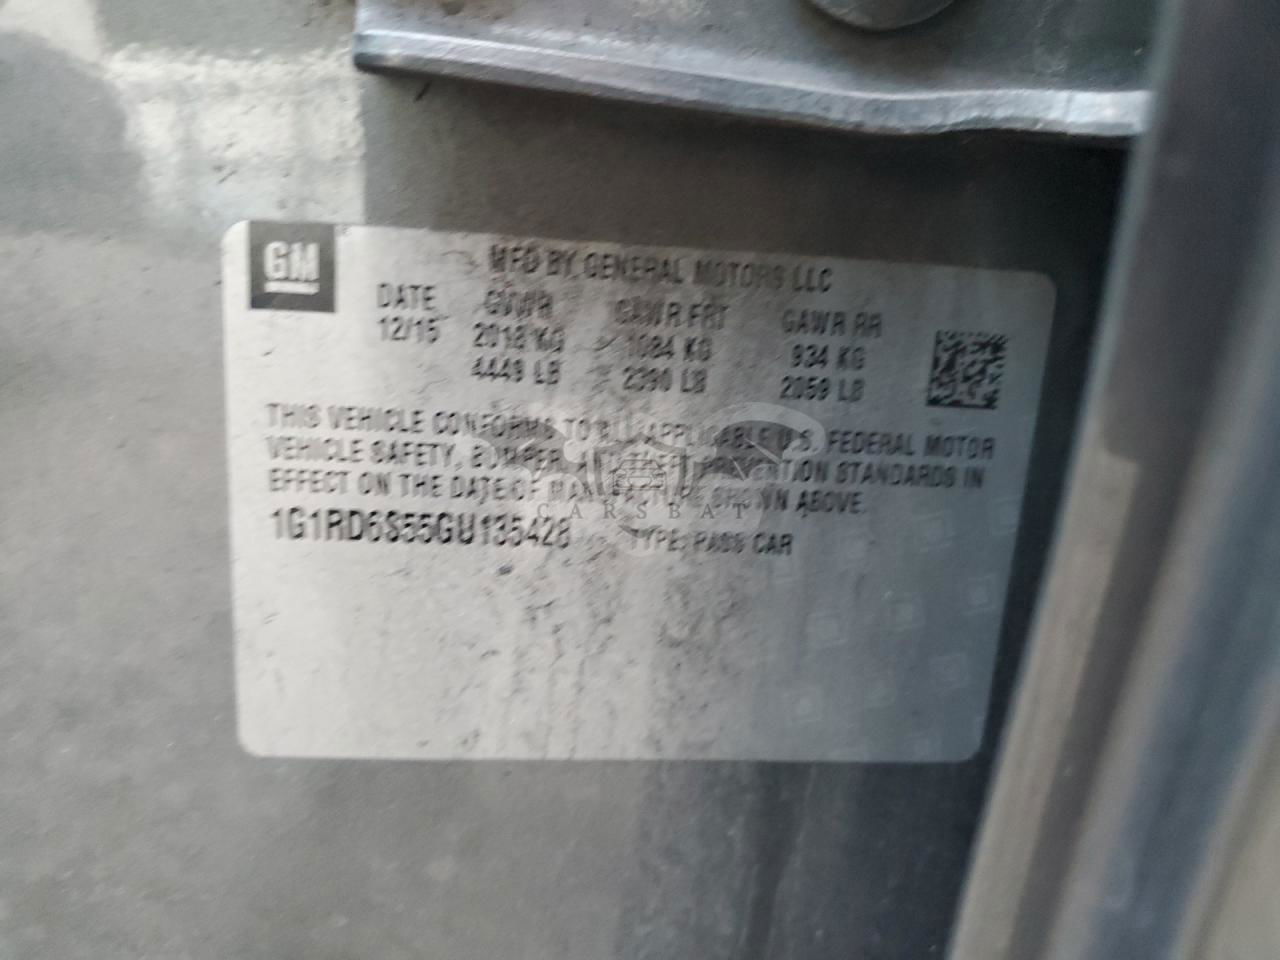 GM
MFD BY GENERAL MOTORS LLC
DATE GVWR GAWR FRT GAWR RR
12/15 2018 KG 1084 KG 934 KG
4449 LB 2390 LB 2059 LB
THIS VEHICLE CONFORMS TO ALL APPLICABLE U.S. FEDERAL MOTOR
VEHICLE SAFETY, BUMPER, AND THEFT PREVENTION STANDARDS IN
EFFECT ON THE DATE OF MANUFACTURE SHOWN ABOVE.
1G1RD6S55GU135428 TYPE: PASS CAR
CARSBAT